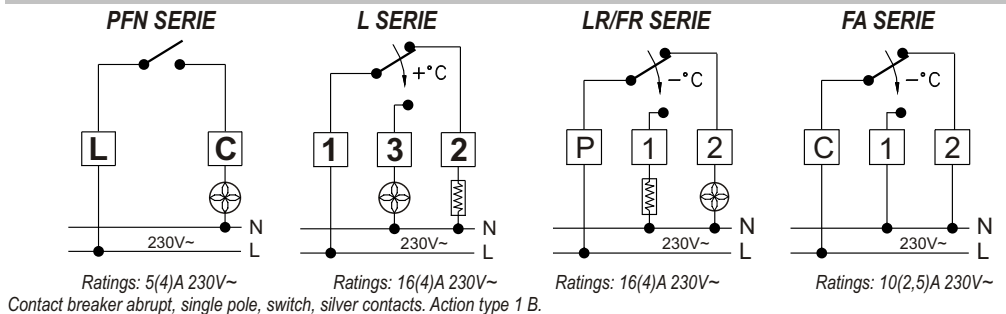 PFN SERIE L SERIE LR/FR SERIE FA SERIE
+°C -°C -°C
L C 1 3 2 P 1 2 C 1 2
N N N N
230V~ 230V~ 230V~ 230V~
L L L L
Ratings: 5(4)A 230V~ Ratings: 16(4)A 230V~ Ratings: 16(4)A 230V~ Ratings: 10(2,5)A 230V~
Contact breaker abrupt, single pole, switch, silver contacts. Action type 1 B.